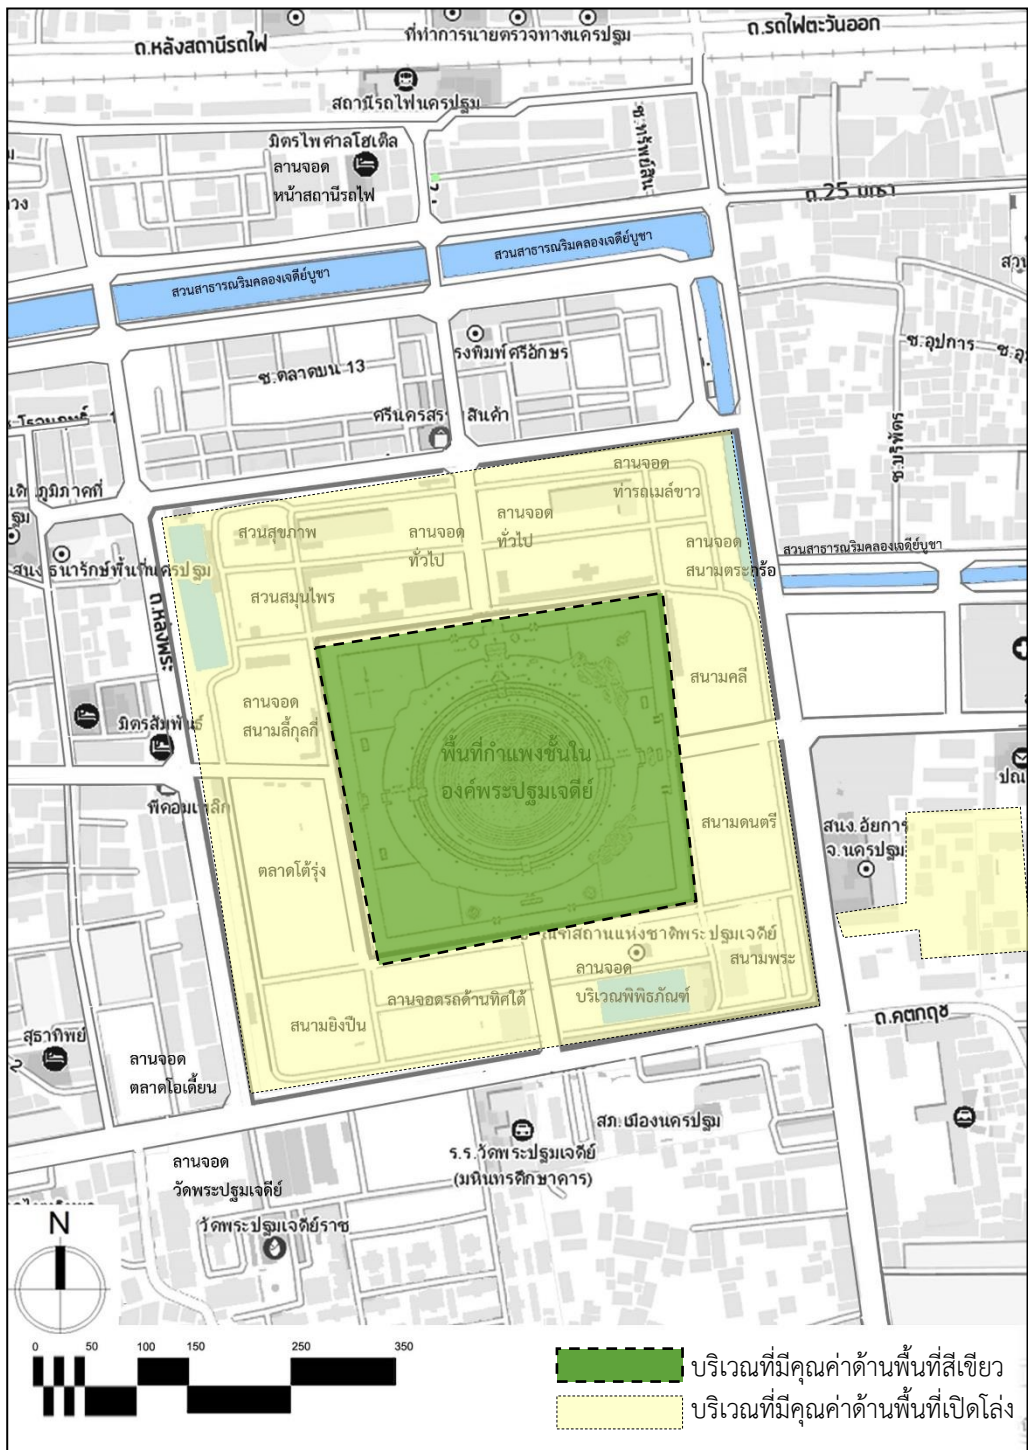 ถ.หลังสถานีรถไฟ
ที่ทำการนายตรวจทางนครปฐม
ถ.รถไฟตะวันออก
สถานีรถไฟนครปฐม
มิตรไพศาลโฮเต็ล
ลานจอด
หน้าสถานีรถไฟ
ซ.ทรัพย์สิน
ถ.25 มกรา
สวนสาธารณริมคลองเจดีย์บูชา
สวนสาธารณริมคลองเจดีย์บูชา
รงพิมพ์ศรีอักษร
ซ.อุปการ
ซ.ตลาดบน 13
ศรีนครสร
สินค้า
ซ.บริพัตร
ภูมิภาคที่
ลานจอด
ท่ารถเมล์ขาว
สวนสุขภาพ
ลานจอด
ทั่วไป
ลานจอด
ทั่วไป
ลานจอด
สนามตระกร้อ
สวนสาธารณริมคลองเจดีย์บูชา
สนง.ธนารักษ์พื้นที่นครปฐม
สวนสมุนไพร
ถ.หลังพระ
สนามคลี
ลานจอด
สนามลี้กุลกี่
มิตรสัมพันธ์
พื้นที่กำแพงชั้นใน
องค์พระปฐมเจดีย์
สนามดนตรี
สนง.อัยการ
จ.นครปฐม
ตลาดโต้รุ่ง
สถานแห่งชาติพระปฐมเจดีย์
สนามพระ
ลานจอด
บริเวณพิพิธภัณฑ์
ลานจอดรถด้านทิศใต้
สนามยิงปืน
ถ.คตกฤช
สุธาทิพย์
ลานจอด
ตลาดโอเดี้ยน
สภ.เมืองนครปฐม
ร.ร.วัดพระปฐมเจดีย์
(มหินทรศึกษาคาร)
ลานจอด
วัดพระปฐมเจดีย์
วัดพระปฐมเจดีย์ราช
N
0 50 100 150 250 350
บริเวณที่มีคุณค่าด้านพื้นที่สีเขียว
บริเวณที่มีคุณค่าด้านพื้นที่เปิดโล่ง